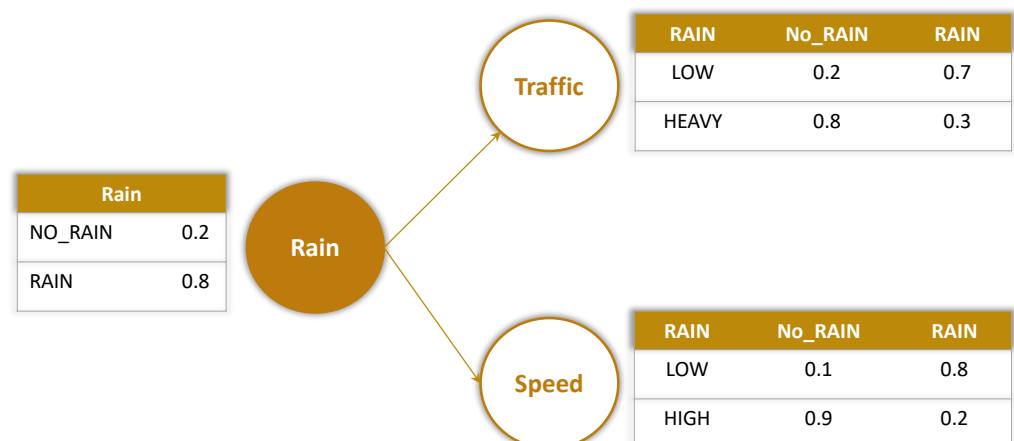 RAIN No_RAIN RAIN
LOW 0.2 0.7
HEAVY 0.8 0.3
Traffic
Rain
NO_RAIN 0.2
RAIN 0.8
Rain
RAIN No_RAIN RAIN
LOW 0.1 0.8
HIGH 0.9 0.2
Speed